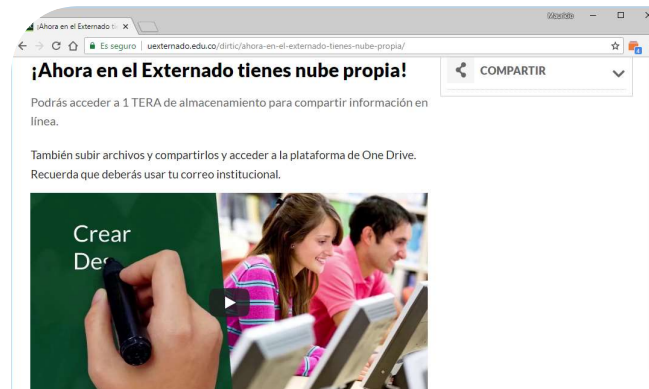 ¡Ahora en el Externado ti
Mauricio
Es seguro
uexternado.edu.co/dirtic/ahora-en-el-externado-tienes-nube-propia/
¡Ahora en el Externado tienes nube propia!
COMPARTIR
Podrás acceder a 1 TERA de almacenamiento para compartir información en
línea.
También subir archivos y compartirlos y acceder a la plataforma de One Drive.
Recuerda que deberás usar tu correo institucional.
Crear
Des